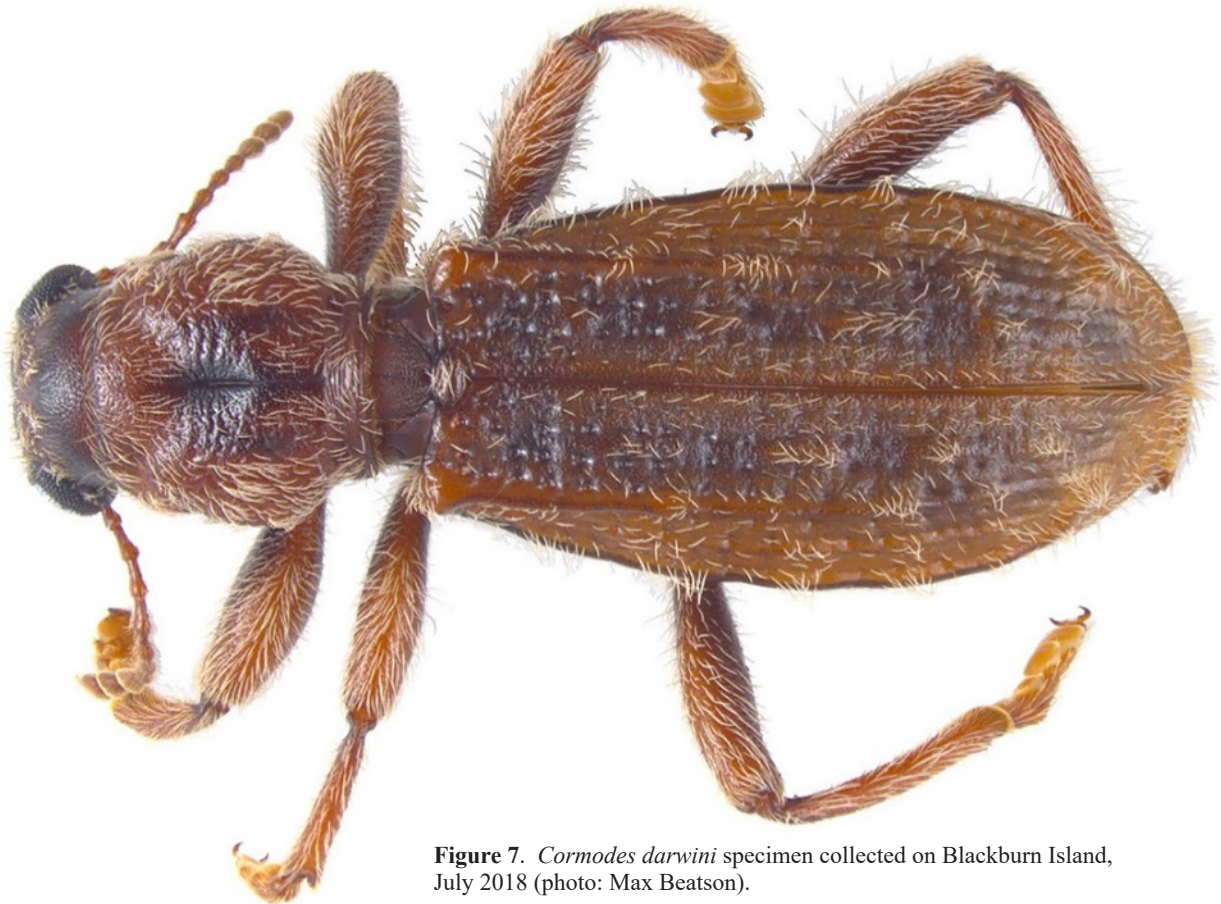 Figure 7. Cormodes darwini specimen collected on Blackburn Island,
July 2018 (photo: Max Beatson).